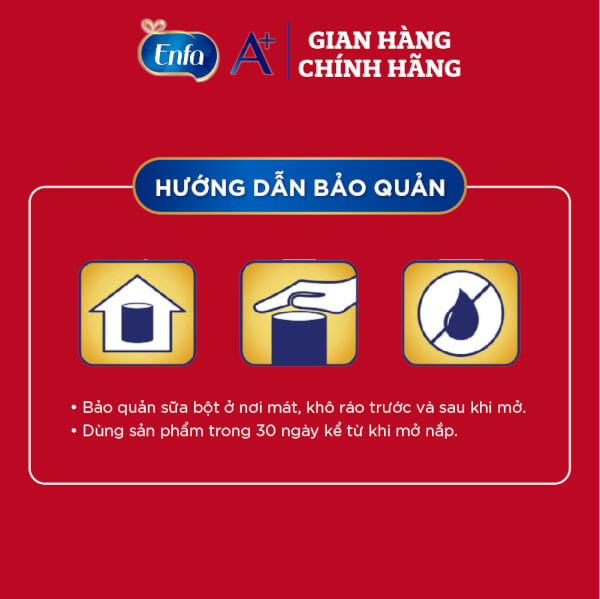 Enfa A+
GIAN HÀNG
CHÍNH HÃNG
HƯỚNG DẪN BẢO QUẢN
• Bảo quản sữa bột ở nơi mát, khô ráo trước và sau khi mở.
• Dùng sản phẩm trong 30 ngày kể từ khi mở nắp.